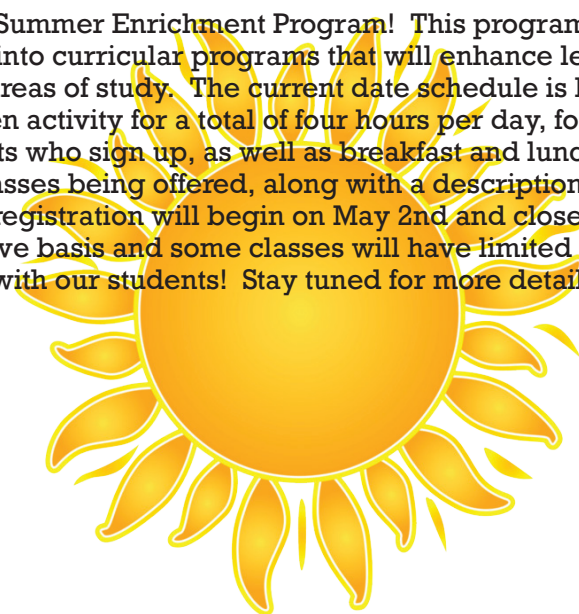 Summer Enrichment Program! This program
into curricular programs that will enhance le
reas of study. The current date schedule is
en activity for a total of four hours per day, fo
ts who sign up, as well as breakfast and lunc
asses being offered, along with a description
registration will begin on May 2nd and close
ve basis and some classes will have limited
with our students! Stay tuned for more detail